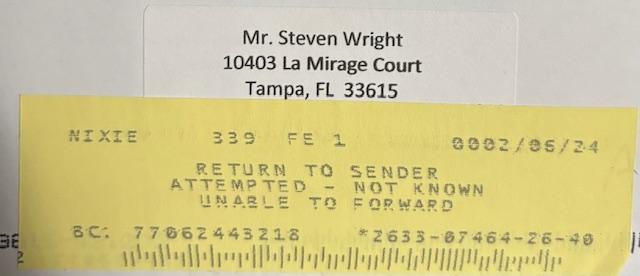 Mr. Steven Wright
10403 La Mirage Court
Tampa, FL 33615
NIXIE 339 FE 1 0002/06/24
RETURN TO SENDER
ATTEMPTED - NOT KNOWN
UNABLE TO FORWARD
BC: 77062443218 *2633-07464-26-40